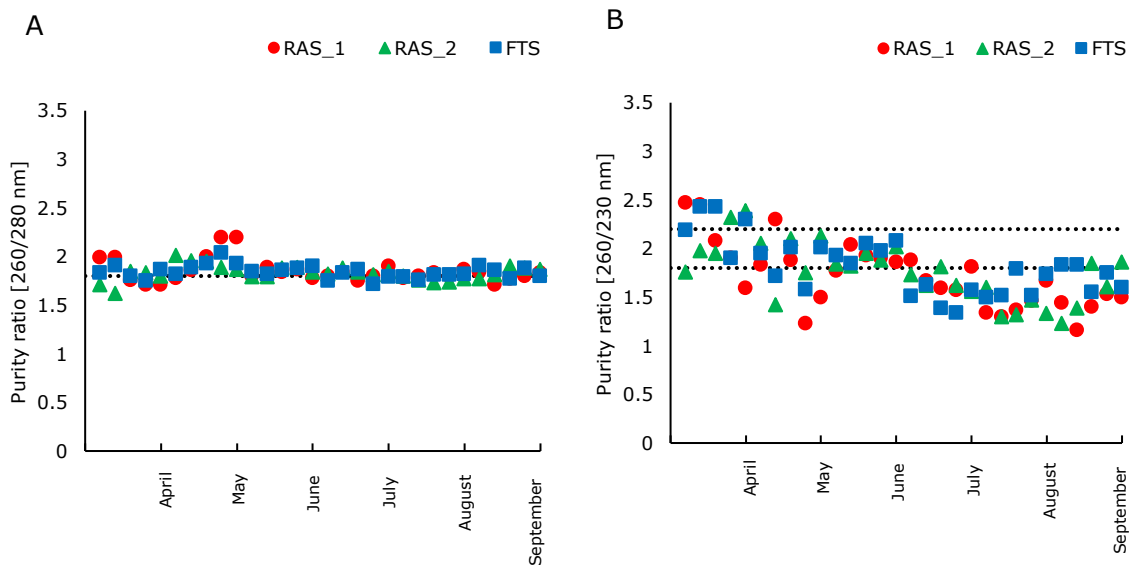 A
RAS_1 RAS_2 FTS
Purity ratio [260/280 nm]
3.5
3
2.5
2
1.5
1
0.5
0
April
May
June
July
August
September
B
RAS_1 RAS_2 FTS
Purity ratio [260/230 nm]
3.5
3
2.5
2
1.5
1
0.5
0
April
May
June
July
August
September